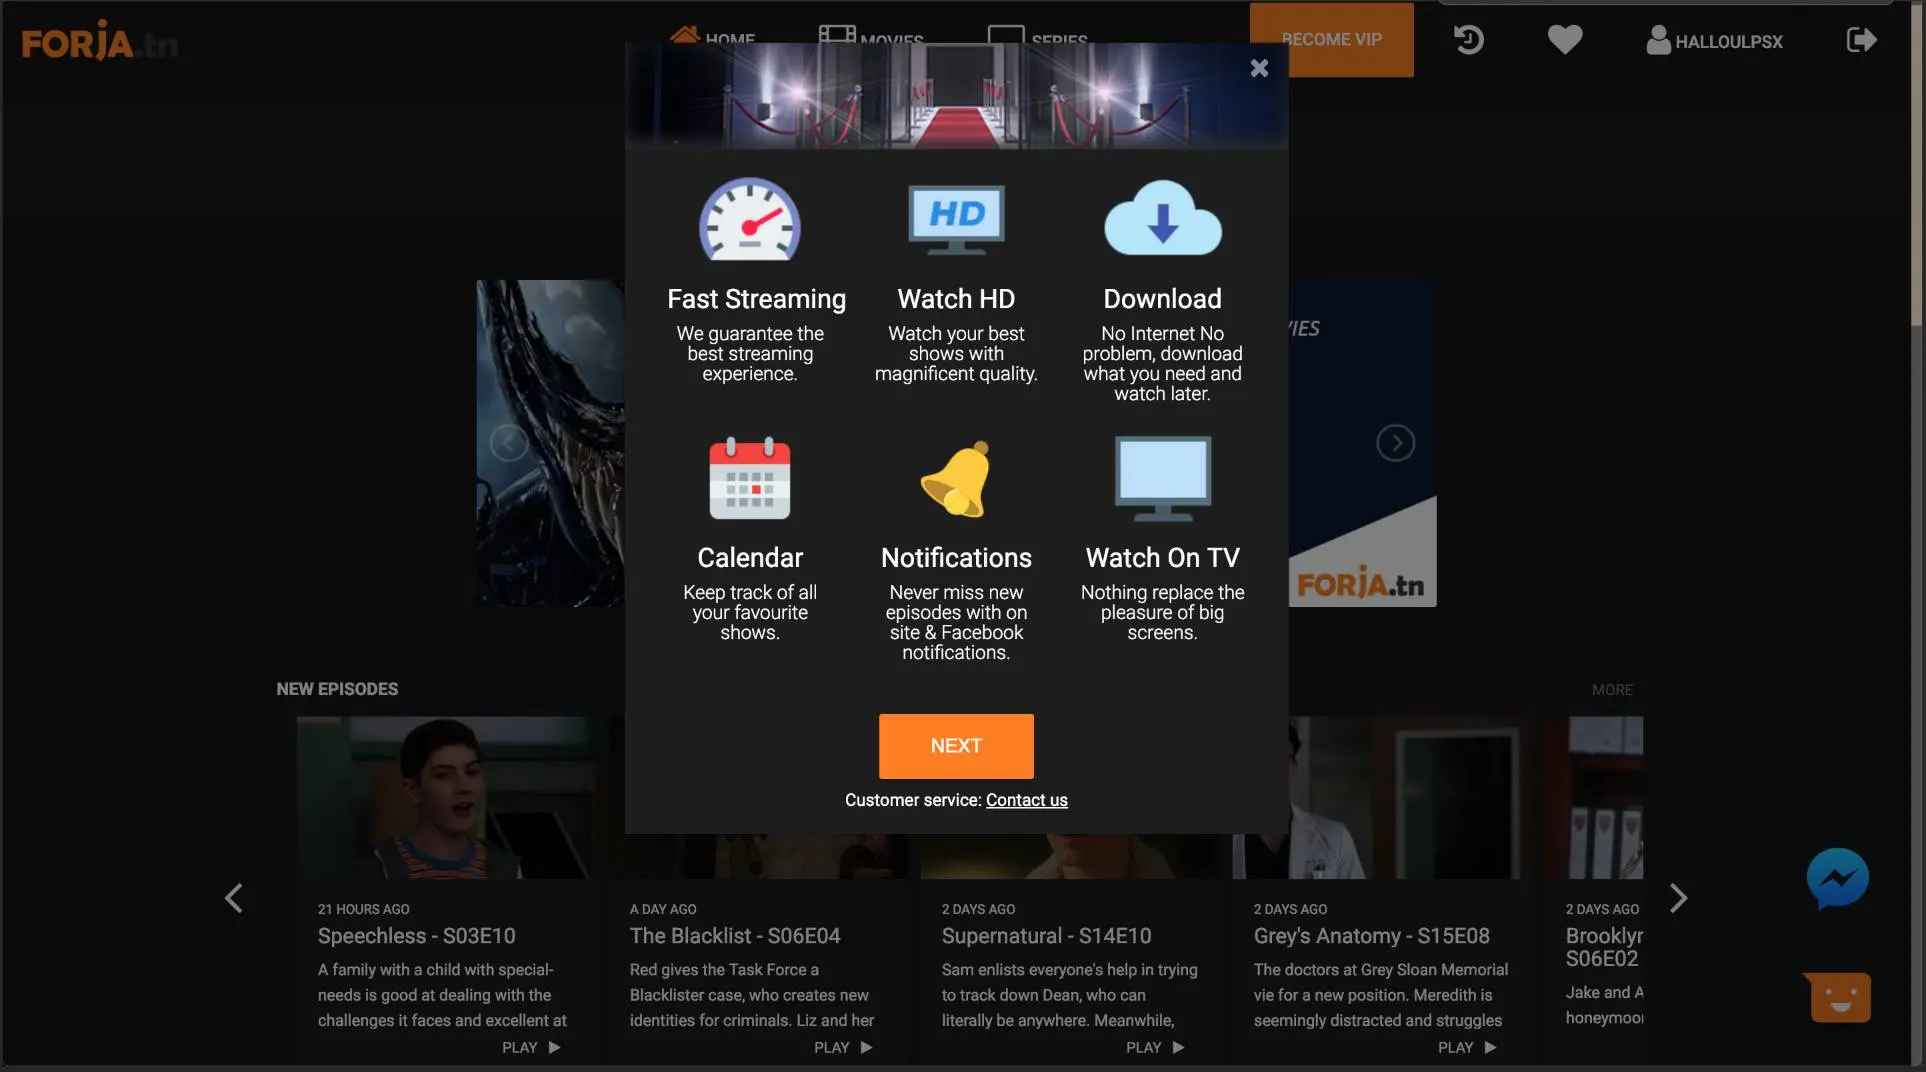 FORJA.tn
HOME
MOVIES
SERIES
BECOME VIP
HALLOULPSX
HD
Fast Streaming
We guarantee the
best streaming
experience.
Watch HD
Watch your best
shows with
magnificent quality.
Download
No Internet No
problem, download
what you need and
watch later.
Calendar
Keep track of all
your favourite
shows.
Notifications
Never miss new
episodes with on
site & Facebook
notifications.
Watch On TV
Nothing replace the
pleasure of big
screens.
NEXT
Customer service: Contact us
FORJA.tn
NEW EPISODES
MORE
21 HOURS AGO
Speechless - S03E10
A family with a child with special-
needs is good at dealing with the
challenges it faces and excellent at
PLAY
A DAY AGO
The Blacklist - S06E04
Red gives the Task Force a
Blacklister case, who creates new
identities for criminals. Liz and her
PLAY
2 DAYS AGO
Supernatural - S14E10
Sam enlists everyone's help in trying
to track down Dean, who can
literally be anywhere. Meanwhile,
PLAY
2 DAYS AGO
Grey's Anatomy - S15E08
The doctors at Grey Sloan Memorial
vie for a new position. Meredith is
seemingly distracted and struggles
PLAY
2 DAYS AGO
Brooklyn
S06E02
Jake and A
honeymoon